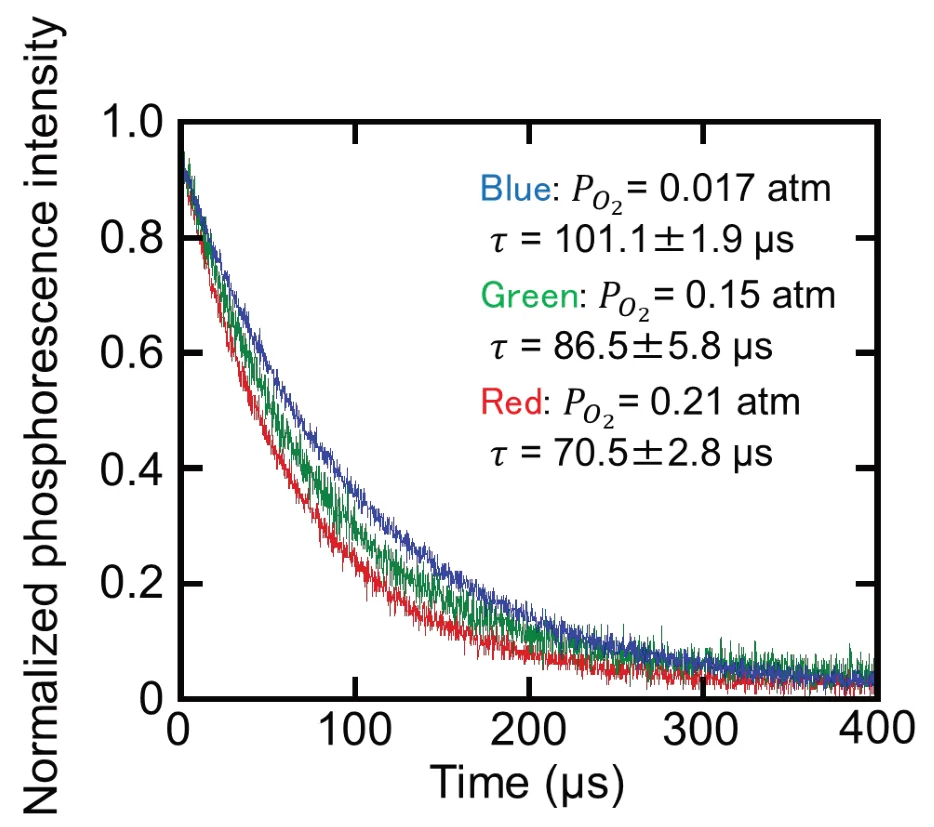 Normalized phosphorescence intensity
1.0
0.8
0.6
0.4
0.2
0
Blue: P_O₂ = 0.017 atm
τ = 101.1±1.9 μs
Green: P_O₂ = 0.15 atm
τ = 86.5±5.8 μs
Red: P_O₂ = 0.21 atm
τ = 70.5±2.8 μs
0 100 200 300 400
Time (μs)